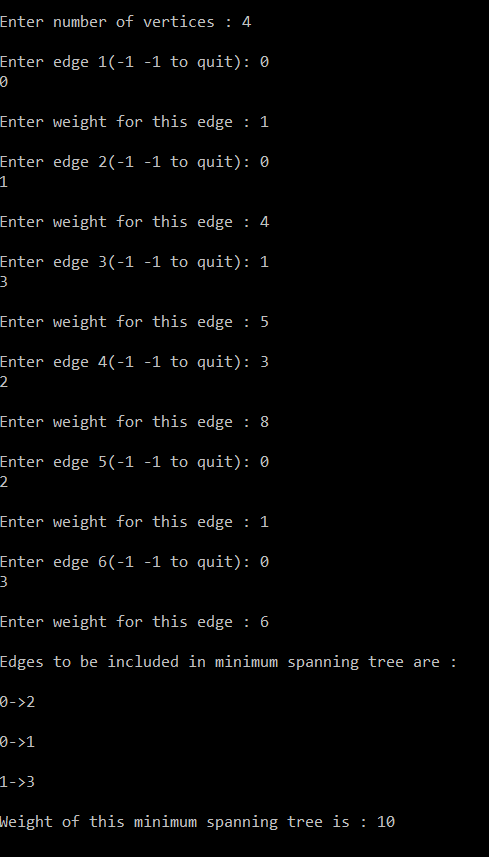 Enter number of vertices : 4
Enter edge 1(-1 -1 to quit): 0
0
Enter weight for this edge : 1
Enter edge 2(-1 -1 to quit): 0
1
Enter weight for this edge : 4
Enter edge 3(-1 -1 to quit): 1
3
Enter weight for this edge : 5
Enter edge 4(-1 -1 to quit): 3
2
Enter weight for this edge : 8
Enter edge 5(-1 -1 to quit): 0
2
Enter weight for this edge : 1
Enter edge 6(-1 -1 to quit): 0
3
Enter weight for this edge : 6
Edges to be included in minimum spanning tree are :
0->2
0->1
1->3
Weight of this minimum spanning tree is : 10